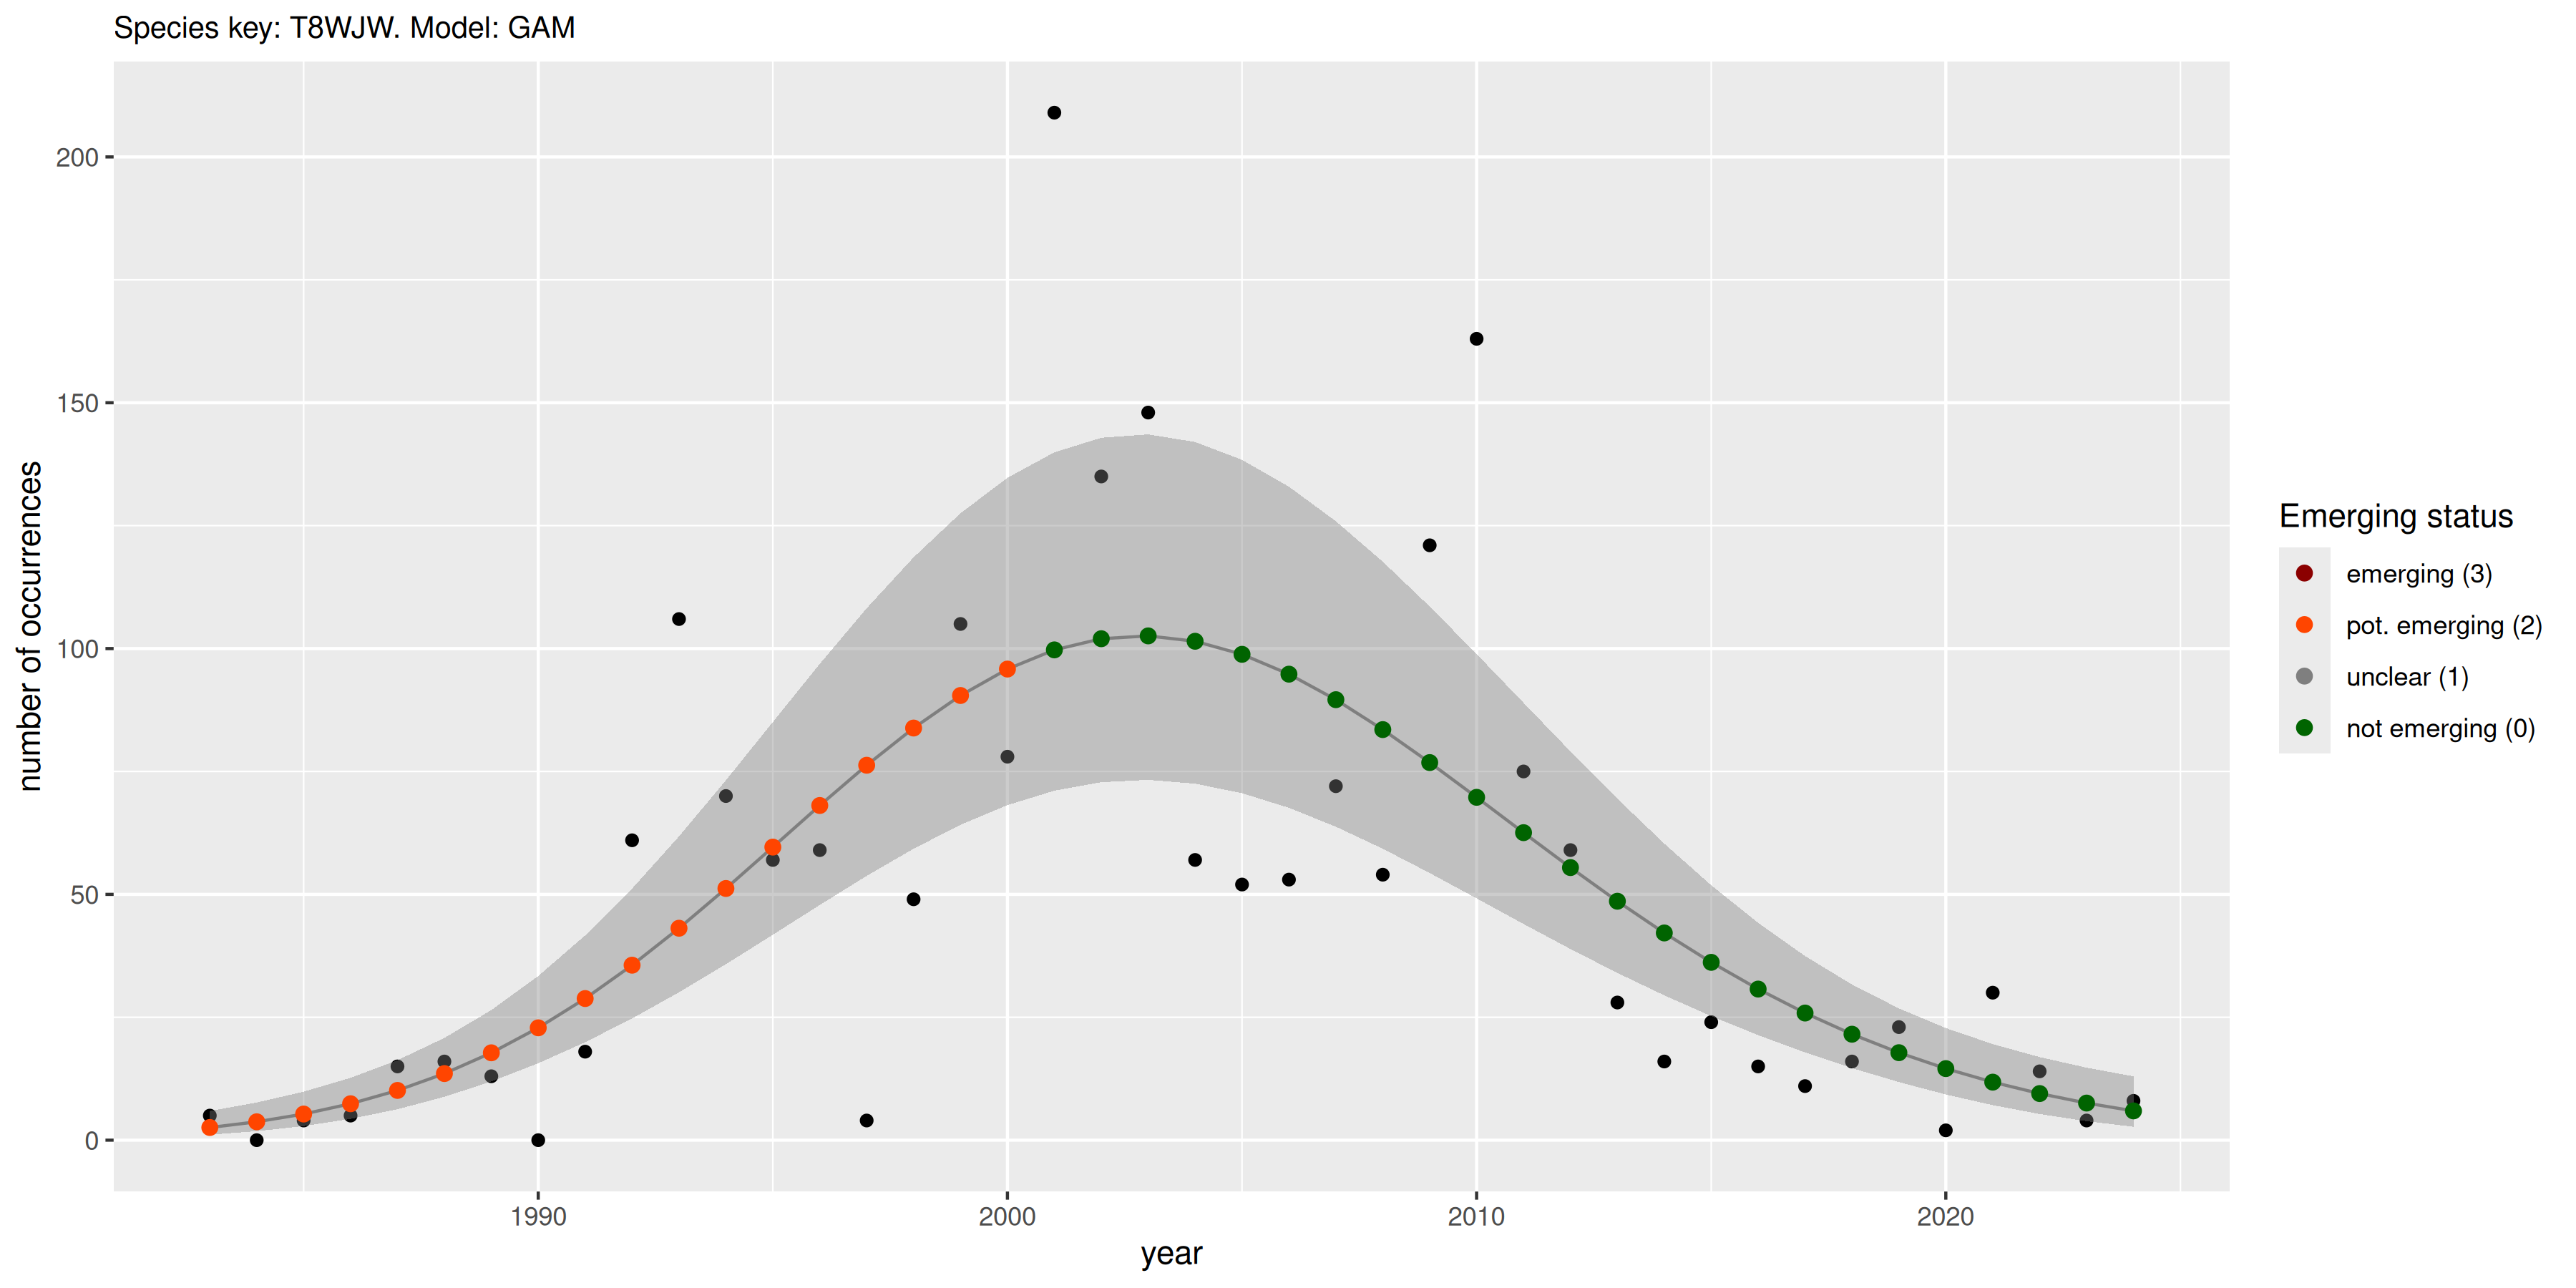 Species key: T8WJW. Model: GAM
200
150
100
50
0
number of occurrences
1990
2000
2010
2020
year
Emerging status
emerging (3)
pot. emerging (2)
unclear (1)
not emerging (0)